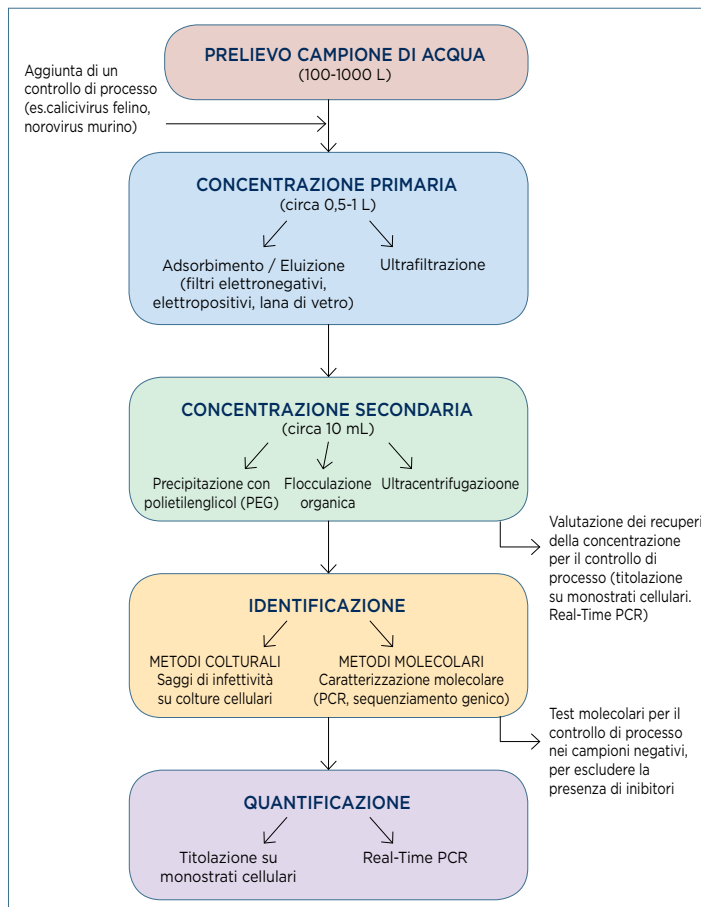 PRELIEVO CAMPIONE DI ACQUA
(100-1000 L)
Aggiunta di un
controllo di processo
(es.calicivirus felino,
norovirus murino)
CONCENTRAZIONE PRIMARIA
(circa 0,5-1 L)
Adsorbimento / Eluizione
(filtri elettronegativi,
elettropositivi, lana di vetro)
Ultrafiltrazione
CONCENTRAZIONE SECONDARIA
(circa 10 mL)
Precipitazione con
polietilenglicol (PEG)
Flocculazione
organica
Ultracentrifugazioone
Valutazione dei recuperi
della concentrazione
per il controllo di
processo (titolazione
su monostrati cellulari.
Real-Time PCR)
IDENTIFICAZIONE
METODI COLTURALI
Saggi di infettività
su colture cellulari
METODI MOLECOLARI
Caratterizzazione molecolare
(PCR, sequenziamento genico)
Test molecolari per il
controllo di processo
nei campioni negativi,
per escludere la
presenza di inibitori
QUANTIFICAZIONE
Titolazione su
monostrati cellulari
Real-Time PCR